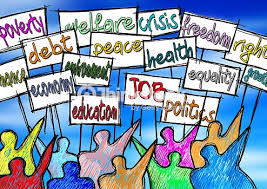 poverty
welfare
crisis
freedom
right
debt
peace
health
environment
equality
economy
JOB
education
politics